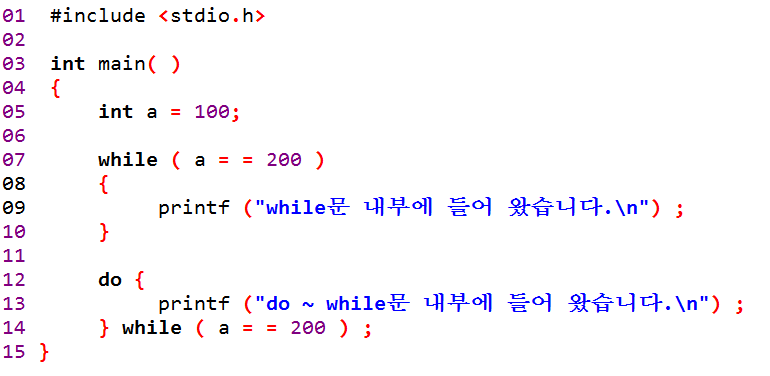 01 #include <stdio.h>
02
03 int main( )
04 {
05 int a = 100;
06
07 while ( a = = 200 )
08 {
09 printf ("while문 내부에 들어 왔습니다.\n") ;
10 }
11
12 do {
13 printf ("do ~ while문 내부에 들어 왔습니다.\n") ;
14 } while ( a = = 200 ) ;
15 }